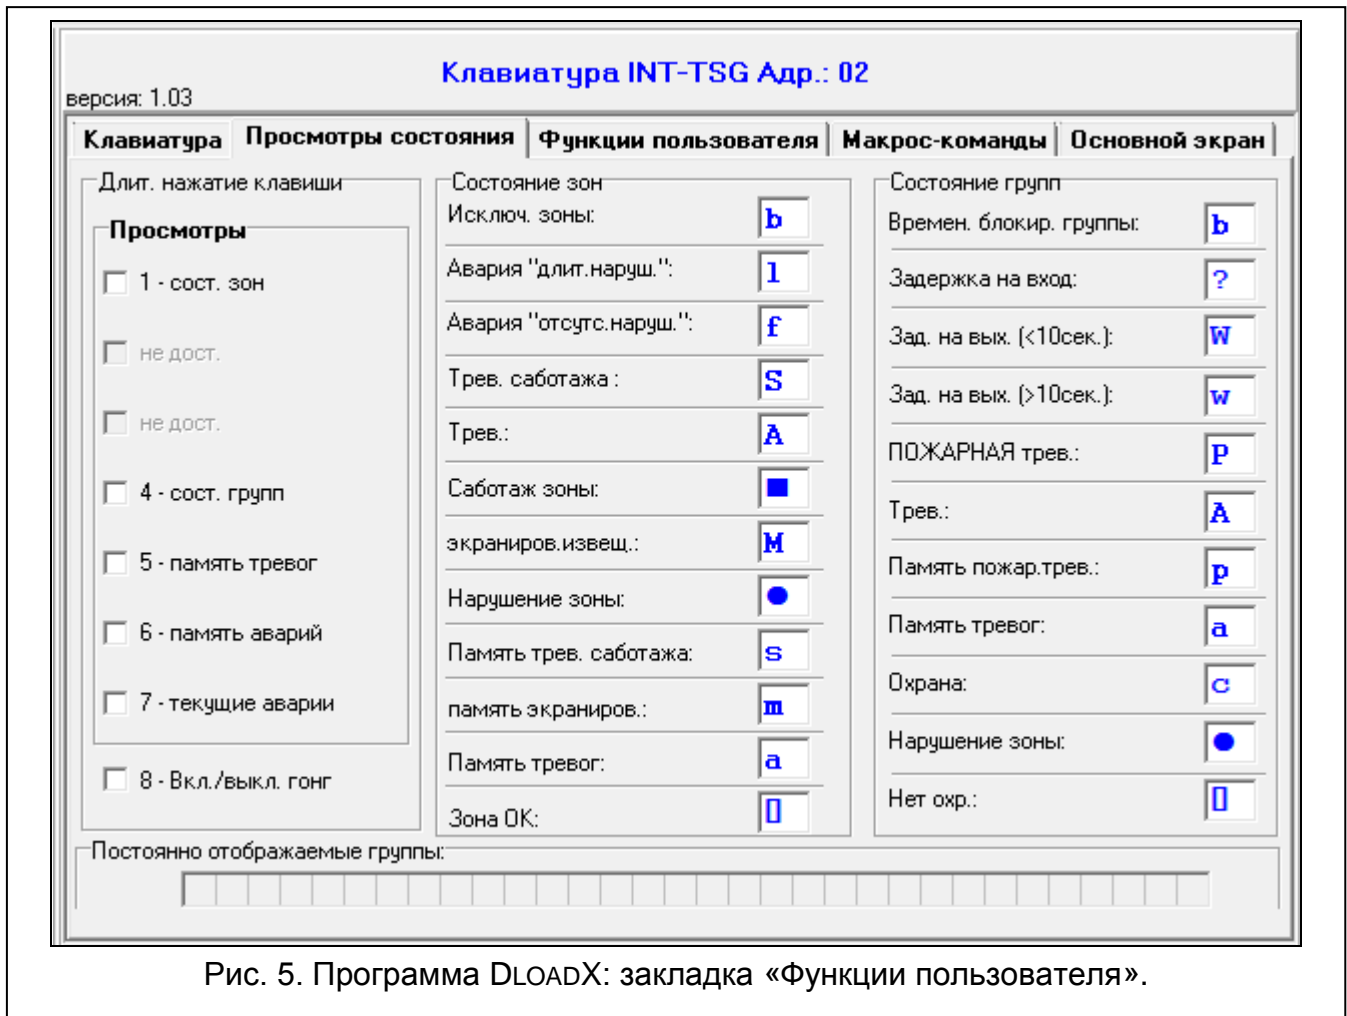 Клавиатура INT-TSG Адр.: 02
версия: 1.03
Клавиатура Просмотры состояния Функции пользователя Макрос-команды Основной экран
Длит. нажатие клавиши
Просмотры
1 - сост. зон
не дост.
не дост.
4 - сост. групп
5 - память тревог
6 - память аварий
7 - текущие аварии
8 - Вкл./выкл. гонг
Состояние зон
Исключ. зоны: b
Авария "длит.наруш.": l
Авария "отсутс.наруш.": f
Трев. саботажа : S
Трев.: A
Саботаж зоны: ■
экраниров.извещ.: M
Нарушение зоны: ●
Память трев. саботажа: s
память экраниров.: m
Память тревог: a
Зона ОК: []
Состояние групп
Времен. блокир. группы: b
Задержка на вход: ?
Зад. на вых. (<10сек.): W
Зад. на вых. (>10сек.): w
ПОЖАРНАЯ трев.: P
Трев.: A
Память пожар.трев.: p
Память тревог: a
Охрана: c
Нарушение зоны: ●
Нет охр.: []
Постоянно отображаемые группы:
Рис. 5. Программа DLOADX: закладка «Функции пользователя».